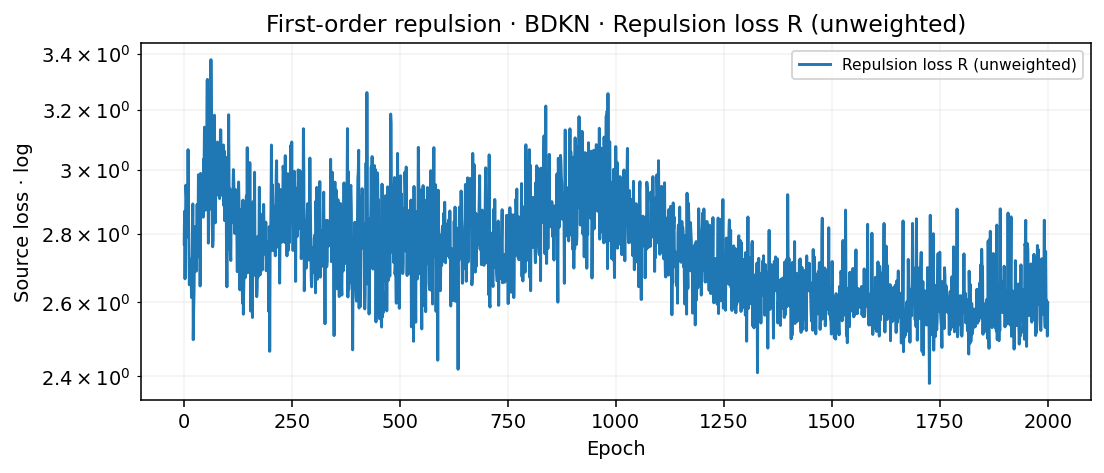 First-order repulsion · BDKN · Repulsion loss R (unweighted)
Repulsion loss R (unweighted)
Source loss · log
3.4 × 10⁰
3.2 × 10⁰
3 × 10⁰
2.8 × 10⁰
2.6 × 10⁰
2.4 × 10⁰
0 250 500 750 1000 1250 1500 1750 2000
Epoch